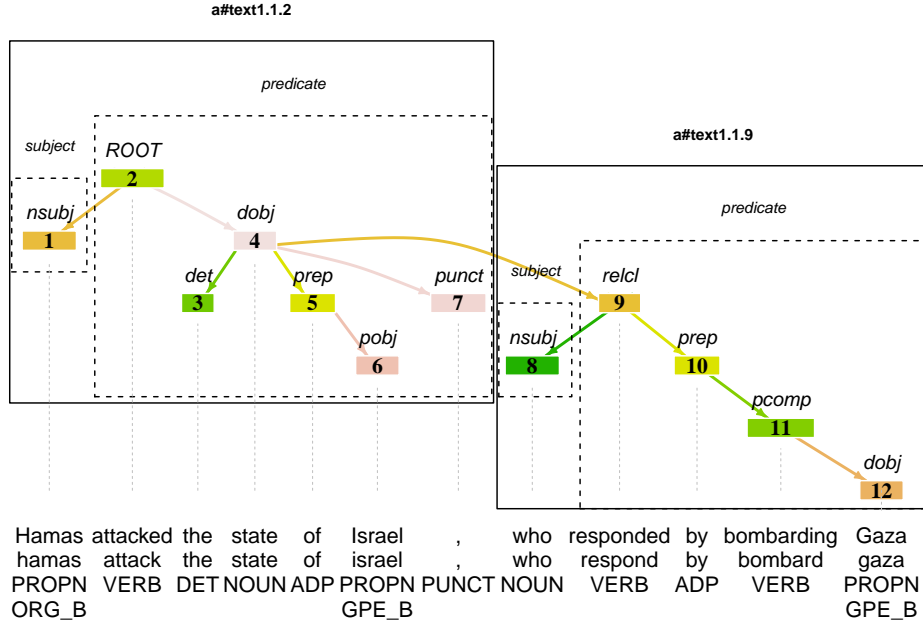 a#text1.1.2
predicate
a#text1.1.9
subject ROOT
2
predicate
nsubj dobj
1 4
subject relcl
det prep punct
3 5 7 9
pobj nsubj prep
6 8 10
pcomp
11
dobj
12
Hamas attacked the state of Israel , who responded by bombarding Gaza
hamas attack the state of israel , who respond by bombard gaza
PROPN VERB DET NOUN ADP PROPN PUNCT NOUN VERB ADP VERB PROPN
ORG_B GPE_B GPE_B